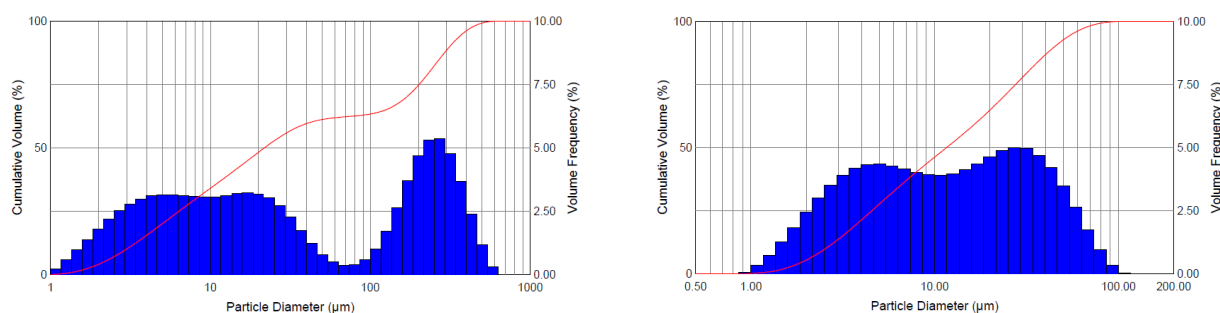 100
50
0
Cumulative Volume (%)
10.00
7.50
5.00
2.50
0.00
Volume Frequency (%)
1 10 100 1000
Particle Diameter (µm)
100
50
0
Cumulative Volume (%)
10.00
7.50
5.00
2.50
0.00
Volume Frequency (%)
0.50 1.00 10.00 100.00 200.00
Particle Diameter (µm)